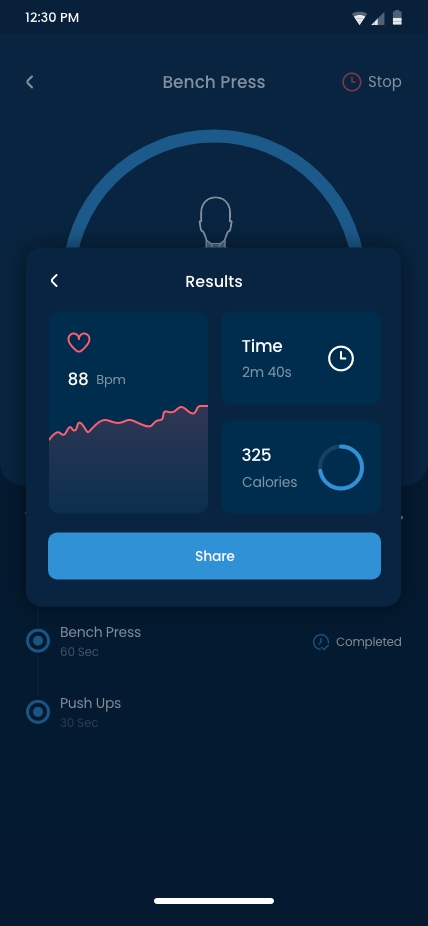 12:30 PM
Bench Press
Stop
Results
88 Bpm
Time
2m 40s
325
Calories
Share
Bench Press
60 Sec
Completed
Push Ups
30 Sec